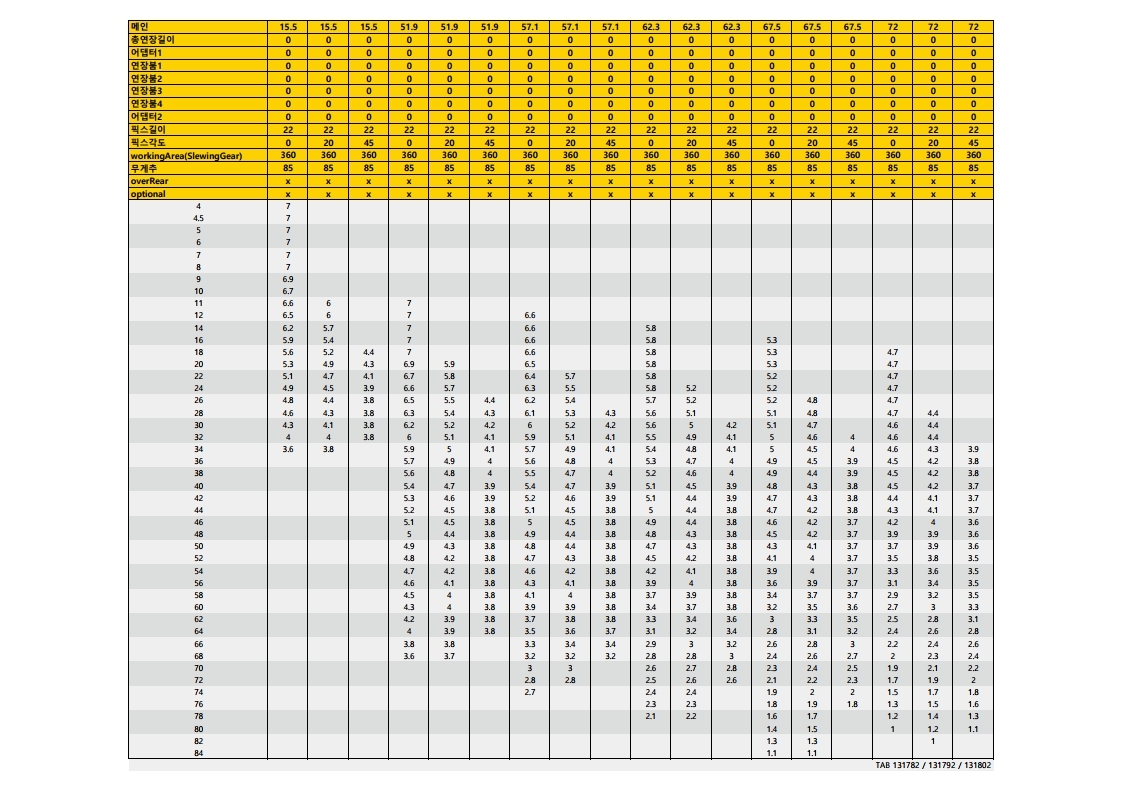 메인 15.5 15.5 15.5 51.9 51.9 51.9 57.1 57.1 57.1 62.3 62.3 62.3 67.5 67.5 67.5 72 72 72
총연장길이 0 0 0 0 0 0 0 0 0 0 0 0 0 0 0 0 0 0
어댑터1 0 0 0 0 0 0 0 0 0 0 0 0 0 0 0 0 0 0
연장붐1 0 0 0 0 0 0 0 0 0 0 0 0 0 0 0 0 0 0
연장붐2 0 0 0 0 0 0 0 0 0 0 0 0 0 0 0 0 0 0
연장붐3 0 0 0 0 0 0 0 0 0 0 0 0 0 0 0 0 0 0
연장붐4 0 0 0 0 0 0 0 0 0 0 0 0 0 0 0 0 0 0
어댑터2 0 0 0 0 0 0 0 0 0 0 0 0 0 0 0 0 0 0
픽스길이 22 22 22 22 22 22 22 22 22 22 22 22 22 22 22 22 22 22
픽스각도 0 20 45 0 20 45 0 20 45 0 20 45 0 20 45 0 20 45
workingArea(SlewingGear) 360 360 360 360 360 360 360 360 360 360 360 360 360 360 360 360 360 360
무게추 85 85 85 85 85 85 85 85 85 85 85 85 85 85 85 85 85 85
overRear x x x x x x x x x x x x x x x x x x
optional x x x x x x x x x x x x x x x x x x
4 7
4.5 7
5 7
6 7
7 7
8 7
9 6.9
10 6.7
11 6.6 6 7
12 6.5 6 7 6.6
14 6.2 5.7 7 6.6 5.8
16 5.9 5.4 7 6.6 5.8 5.3
18 5.6 5.2 4.4 7 6.6 5.8 5.3 4.7
20 5.3 4.9 4.3 6.9 5.9 6.5 5.8 5.3 4.7
22 5.1 4.7 4.1 6.7 5.8 6.4 5.7 5.8 5.2 4.7
24 4.9 4.5 3.9 6.6 5.7 6.3 5.5 5.8 5.2 5.2 4.7
26 4.8 4.4 3.8 6.5 5.5 4.4 6.2 5.4 5.7 5.2 5.2 4.8 4.7
28 4.6 4.3 3.8 6.3 5.4 4.3 6.1 5.3 4.3 5.6 5.1 5.1 4.8 4.7 4.4
30 4.3 4.1 3.8 6.2 5.2 4.2 6 5.2 4.2 5.6 5 4.2 5.1 4.7 4.6 4.4
32 4 4 3.8 6 5.1 4.1 5.9 5.1 4.1 5.5 4.9 4.1 5 4.6 4 4.6 4.4
34 3.6 3.8 5.9 5 4.1 5.7 4.9 4.1 5.4 4.8 4.1 5 4.5 4 4.6 4.3 3.9
36 5.7 4.9 4 5.6 4.8 4 5.3 4.7 4 4.9 4.5 3.9 4.5 4.2 3.8
38 5.6 4.8 4 5.5 4.7 4 5.2 4.6 4 4.9 4.4 3.9 4.5 4.2 3.8
40 5.4 4.7 3.9 5.4 4.7 3.9 5.1 4.5 3.9 4.8 4.3 3.8 4.5 4.2 3.7
42 5.3 4.6 3.9 5.2 4.6 3.9 5.1 4.4 3.9 4.7 4.3 3.8 4.4 4.1 3.7
44 5.2 4.5 3.8 5.1 4.5 3.8 5 4.4 3.8 4.7 4.2 3.8 4.3 4.1 3.7
46 5.1 4.5 3.8 5 4.5 3.8 4.9 4.4 3.8 4.6 4.2 3.7 4.2 4 3.6
48 5 4.4 3.8 4.9 4.4 3.8 4.8 4.3 3.8 4.5 4.2 3.7 3.9 3.9 3.6
50 4.9 4.3 3.8 4.8 4.4 3.8 4.7 4.3 3.8 4.3 4.1 3.7 3.7 3.9 3.6
52 4.8 4.2 3.8 4.7 4.3 3.8 4.5 4.2 3.8 4.1 4 3.7 3.5 3.8 3.5
54 4.7 4.2 3.8 4.6 4.2 3.8 4.2 4.1 3.8 3.9 4 3.7 3.3 3.6 3.5
56 4.6 4.1 3.8 4.3 4.1 3.8 3.9 4 3.8 3.6 3.9 3.7 3.1 3.4 3.5
58 4.5 4 3.8 4.1 4 3.8 3.7 3.9 3.8 3.4 3.8 3.7 2.9 3.2 3.5
60 4.3 4 3.8 3.9 3.9 3.8 3.4 3.7 3.8 3.2 3.5 3.6 2.7 3 3.3
62 4.2 3.9 3.8 3.7 3.8 3.8 3.3 3.4 3.6 3 3.3 3.5 2.5 2.8 3.1
64 4 3.9 3.8 3.5 3.6 3.7 3.1 3.2 3.4 2.8 3.1 3.2 2.4 2.6 2.8
66 3.8 3.8 3.3 3.4 3.4 2.9 3 3.2 2.6 2.8 3 2.2 2.4 2.6
68 3.6 3.7 3.2 3.2 3.2 2.8 2.8 3 2.4 2.6 2.7 2 2.3 2.4
70 3 3 2.6 2.7 2.8 2.3 2.4 2.5 1.9 2.1 2.2
72 2.8 2.8 2.5 2.6 2.6 2.1 2.2 2.3 1.7 1.9 2
74 2.7 2.4 2.4 1.9 2 2 1.5 1.7 1.8
76 2.3 2.3 1.8 1.9 1.8 1.3 1.5 1.6
78 2.1 2.2 1.6 1.7 1.2 1.4 1.3
80 1.4 1.5 1 1.2 1.1
82 1.3 1.3 1
84 1.1 1.1
TAB 131782 / 131792 / 131802